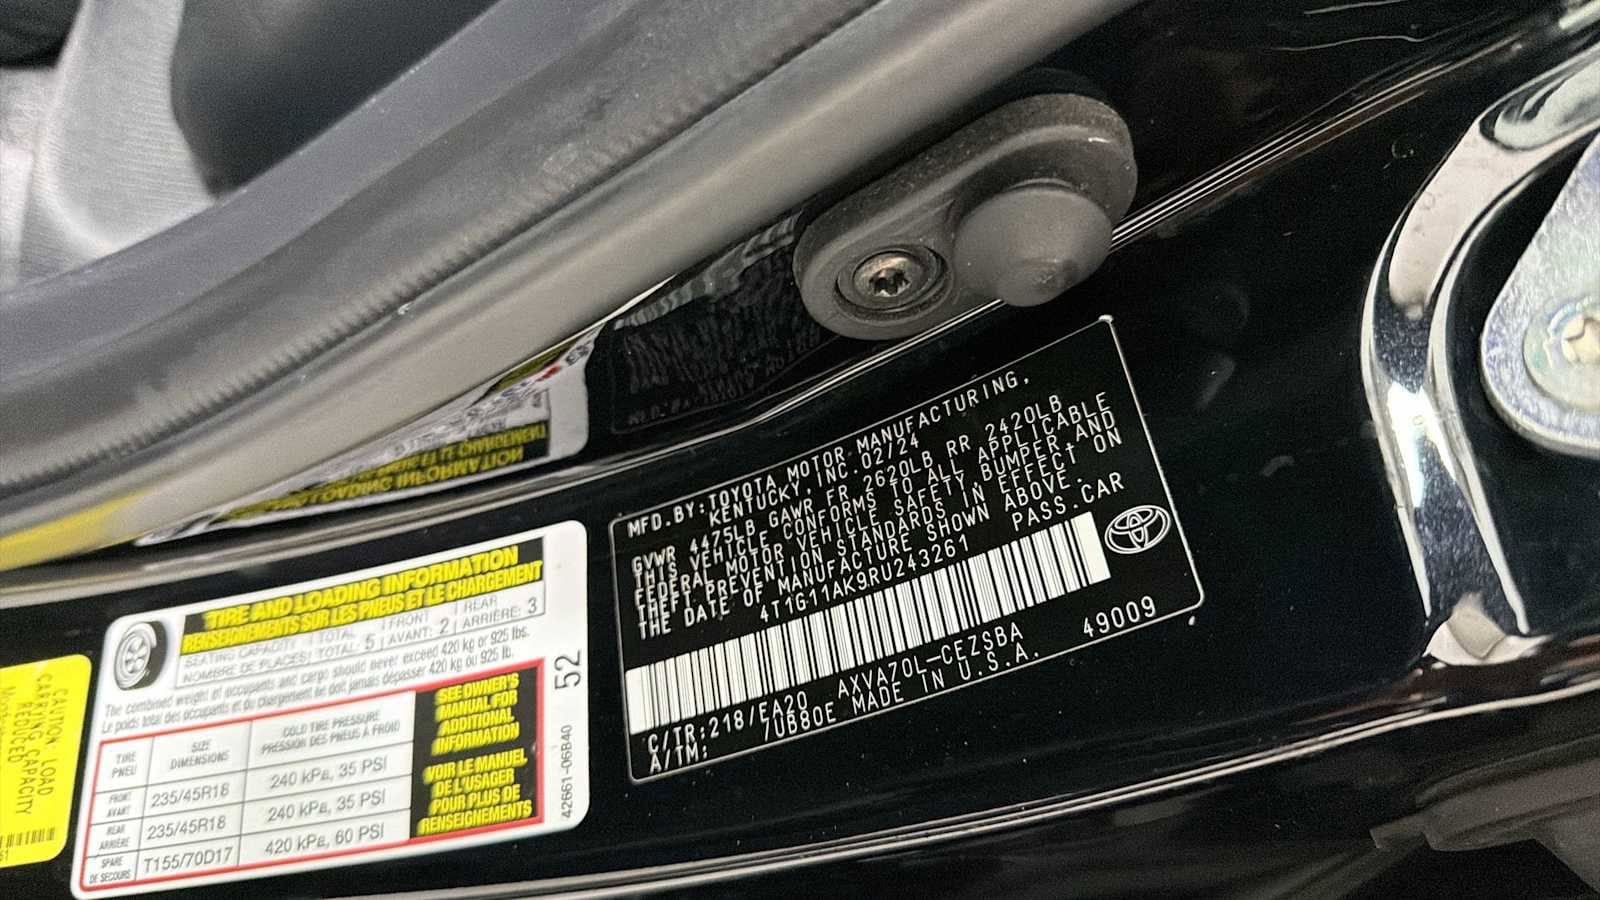 MFD.BY:TOYOTA MOTOR MANUFACTURING,
KENTUCKY,INC.02/24
GVWR 4475LB GAWR FR 2620LB RR 2420LB
THIS VEHICLE CONFORMS TO ALL APPLICABLE
FEDERAL MOTOR VEHICLE SAFETY,BUMPER,AND
THEFT PREVENTION STANDARDS IN EFFECT ON
THE DATE OF MANUFACTURE SHOWN ABOVE.
4T1G11AK9RU243261 PASS.CAR
C/TR:218/EA20 AXVA70L-CEZSBA 49009
A/TM: /UB80E MADE IN U.S.A.
TIRE AND LOADING INFORMATION
RENSEIGNEMENTS SUR LES PNEUS ET LE CHARGEMENT
SEATING CAPACITY TOTAL FRONT REAR
NOMBRE DE PLACES TOTAL: 5 AVANT: 2 ARRIÈRE: 3
The combined weight of occupants and cargo should never exceed 420 kg or 925 lbs.
Le poids total des occupants et du chargement ne doit jamais dépasser 420 kg ou 925 lb.
TIRE SIZE COLD TIRE PRESSURE
PNEU DIMENSIONS PRESSION DES PNEUS À FROID
FRONT
AVANT 235/45R18 240 kPa, 35 PSI
REAR
ARRIÈRE 235/45R18 240 kPa, 35 PSI
SPARE
DE SECOURS T155/70D17 420 kPa, 60 PSI
SEE OWNER'S
MANUAL FOR
ADDITIONAL
INFORMATION
VOIR LE MANUEL
DE L'USAGER
POUR PLUS DE
RENSEIGNEMENTS
52
42661-06B40
CAUTION LOAD
CARRYING CAPACITY
REDUCED